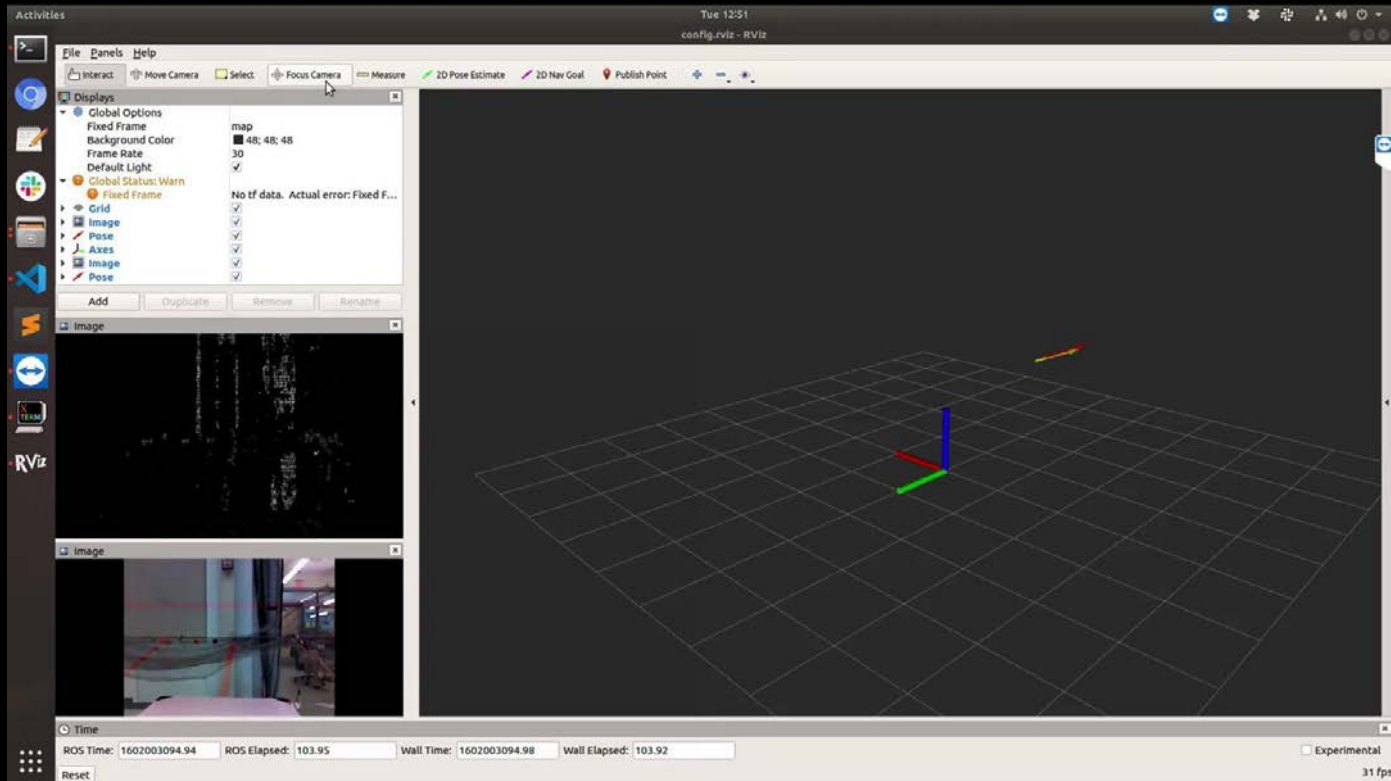 Activities
Tue 12:51
config.rviz - RViz
File Panels Help
Interact Move Camera Select Focus Camera Measure 2D Pose Estimate 2D Nav Goal Publish Point
Displays
Global Options
Fixed Frame map
Background Color 48; 48; 48
Frame Rate 30
Default Light
Global Status: Warn
Fixed Frame No tf data. Actual error: Fixed F...
Grid
Image
Pose
Axes
Image
Pose
Add Duplicate Remove Rename
Image
Image
X
TERM
RViz
Time
ROS Time: 1602003094.94 ROS Elapsed: 103.95 Wall Time: 1602003094.98 Wall Elapsed: 103.92 Experimental
Reset 31 fps